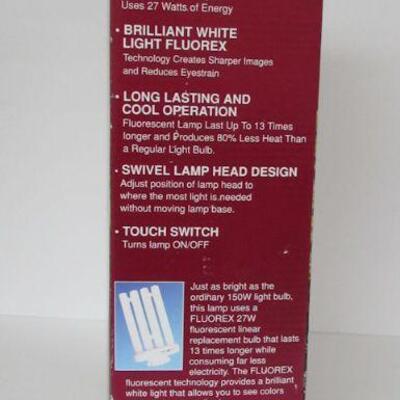 Uses 27 Watts of Energy
• BRILLIANT WHITE
LIGHT FLUOREX
Technology Creates Sharper Images
and Reduces Eyestrain
• LONG LASTING AND
COOL OPERATION
Fluorescent Lamp Last Up To 13 Times
longer and Produces 80% Less Heat Than
a Regular Light Bulb.
• SWIVEL LAMP HEAD DESIGN
Adjust position of lamp head to
where the most light is needed
without moving lamp base.
• TOUCH SWITCH
Turns lamp ON/OFF
Just as bright as the
ordinary 150W light bulb,
this lamp uses a
FLUOREX 27W
fluorescent linear
replacement bulb that lasts
13 times longer while
consuming far less
electricity. The FLUOREX
fluorescent technology provides a brilliant
white light that allows you to see colors